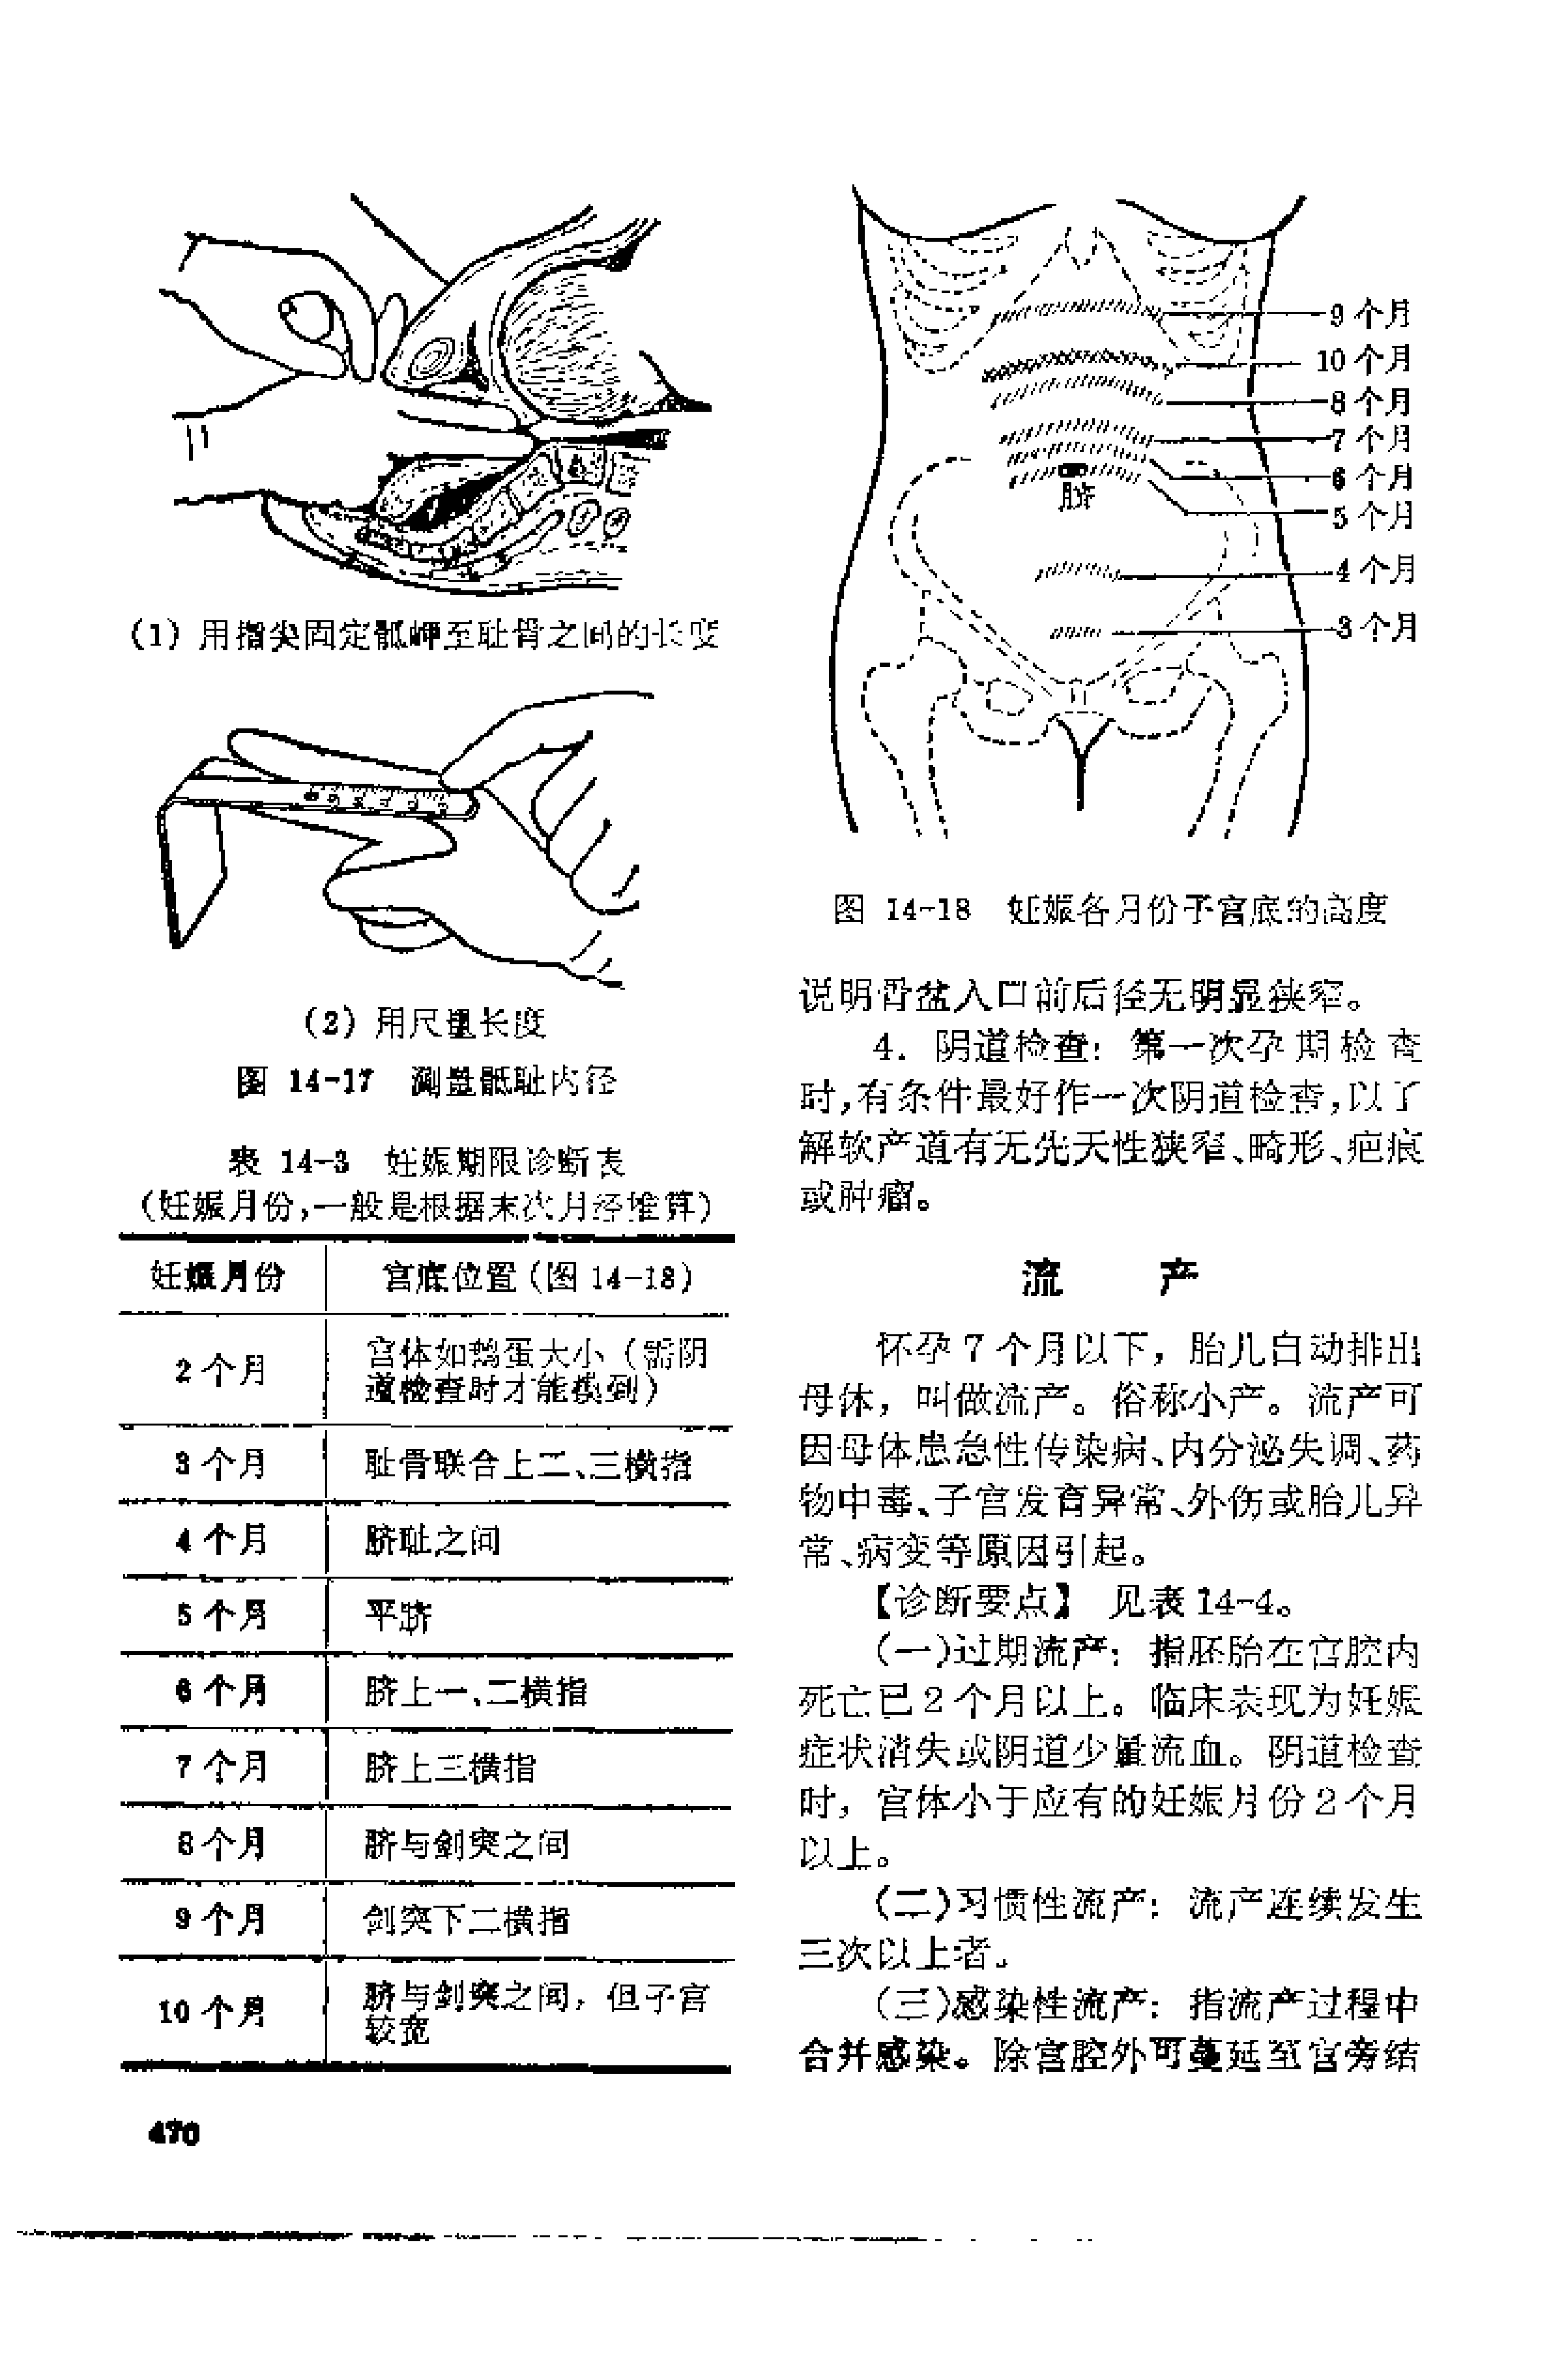 (1) 用指尖固定骶岬至耻骨之间的长度
(2) 用尺量长度
图 14-17 测量骶耻内径
表 14-3 妊娠期限诊断表
(妊娠月份,一般是根据末次月经推算)
妊娠月份 宫底位置(图14-18)
2个月 宫体如鹅蛋大小(需阴
道检查时才能摸到)
3个月 耻骨联合上二、三横指
4个月 脐耻之间
5个月 平脐
6个月 脐上一、二横指
7个月 脐上三横指
8个月 脐与剑突之间
9个月 剑突下二横指
10个月 脐与剑突之间,但子宫
较宽
470
9个月
10个月
8个月
7个月
6个月
脐
5个月
4个月
3个月
图 14-18 妊娠各月份子宫底的高度
说明骨盆入口前后径无明显狭窄。
4. 阴道检查: 第一次孕期检查
时,有条件最好作一次阴道检查,以了
解软产道有无先天性狭窄、畸形、疤痕
或肿瘤。
流 产
怀孕7个月以下,胎儿自动排出
母体,叫做流产。俗称小产。流产可
因母体患急性传染病、内分泌失调、药
物中毒、子宫发育异常、外伤或胎儿异
常、病变等原因引起。
【诊断要点】 见表14-4。
(一)过期流产: 指胚胎在宫腔内
死亡已2个月以上。临床表现为妊娠
症状消失或阴道少量流血。阴道检查
时,宫体小于应有的妊娠月份2个月
以上。
(二)习惯性流产: 流产连续发生
三次以上者。
(三)感染性流产: 指流产过程中
合并感染。除宫腔外可蔓延至宫旁结